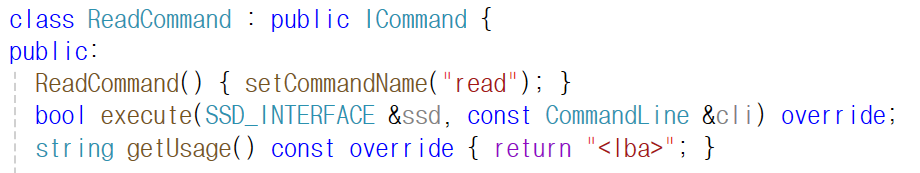 class ReadCommand : public ICommand {
public:
ReadCommand() { setCommandName("read"); }
bool execute(SSD_INTERFACE &ssd, const CommandLine &cli) override;
string getUsage() const override { return "<lba>"; }